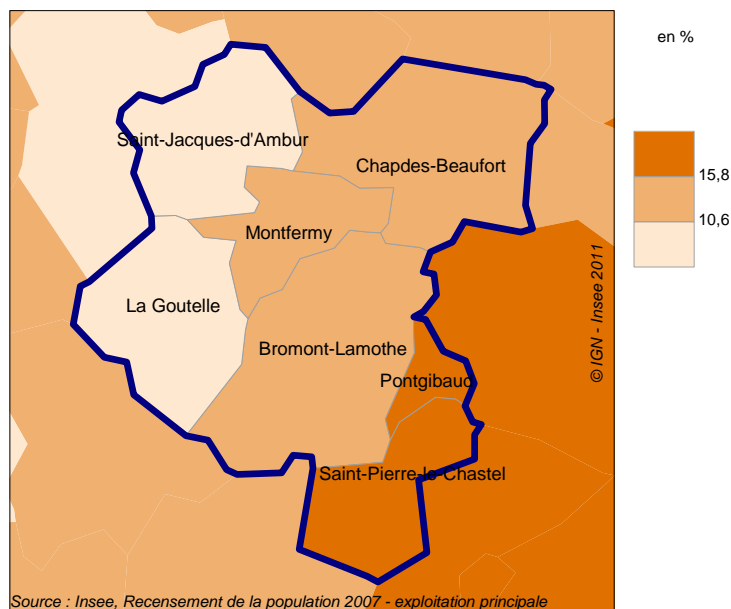 en %
15,8
10,6
Saint-Jacques-d'Ambur
Chapdes-Beaufort
Montfermy
La Goutelle
Bromont-Lamothe
Pontgibaud
Saint-Pierre-le-Chastel
© IGN - Insee 2011
Source : Insee, Recensement de la population 2007 - exploitation principale